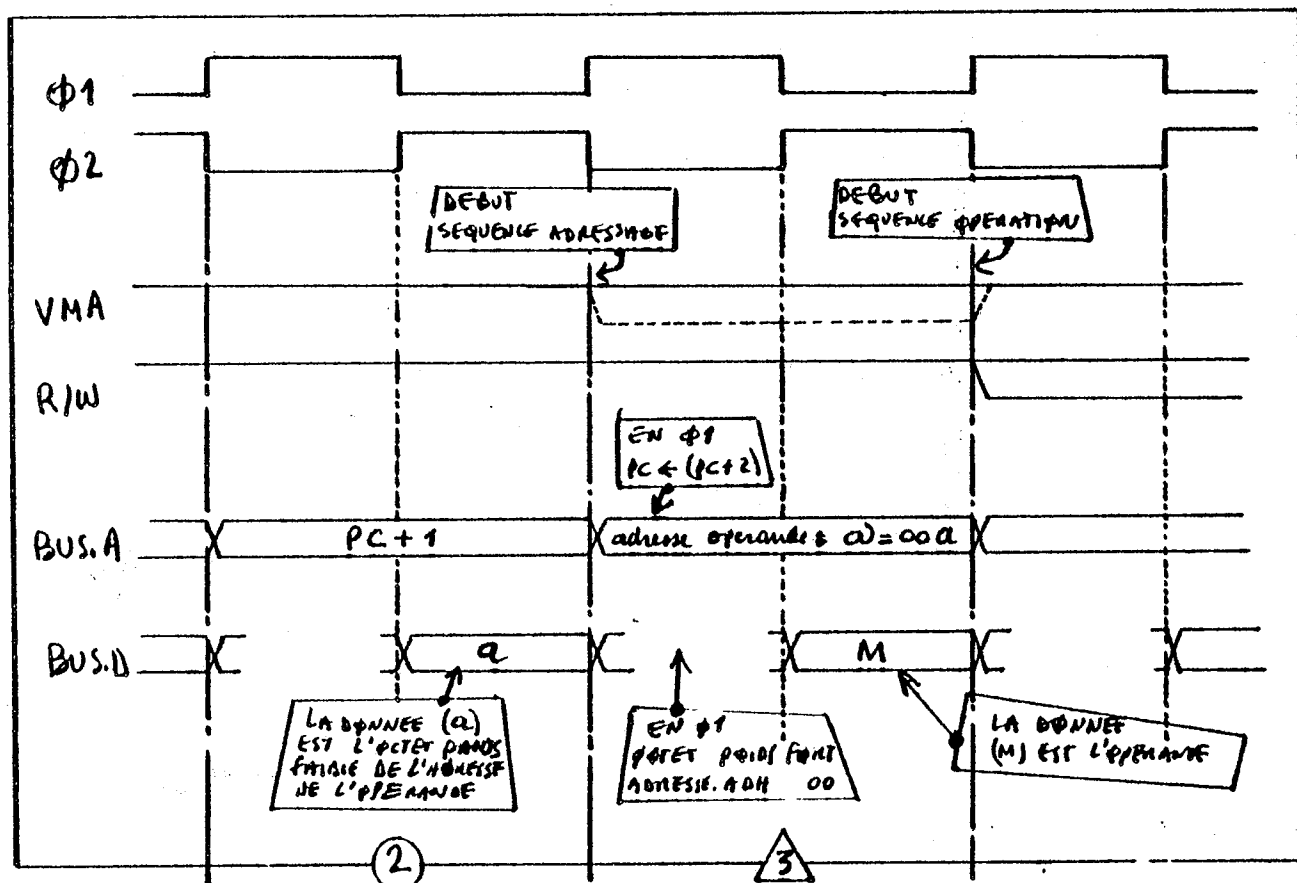 φ1
φ2
DEBUT
SEQUENCE ADRESSAGE
DEBUT
SEQUENCE OPERATION
VMA
R/W
EN φ1
PC ← (PC+2)
BUS.A
PC + 1
adresse operande : a) = 00 a
BUS.D
a
M
LA DONNEE (a)
EST L'OCTET POIDS
FAIBLE DE L'ADRESSE
DE L'OPERANDE
EN φ1
OCTET POIDS FORT
ADRESSE. ADH 00
LA DONNEE
(M) EST L'OPERANDE
2
3